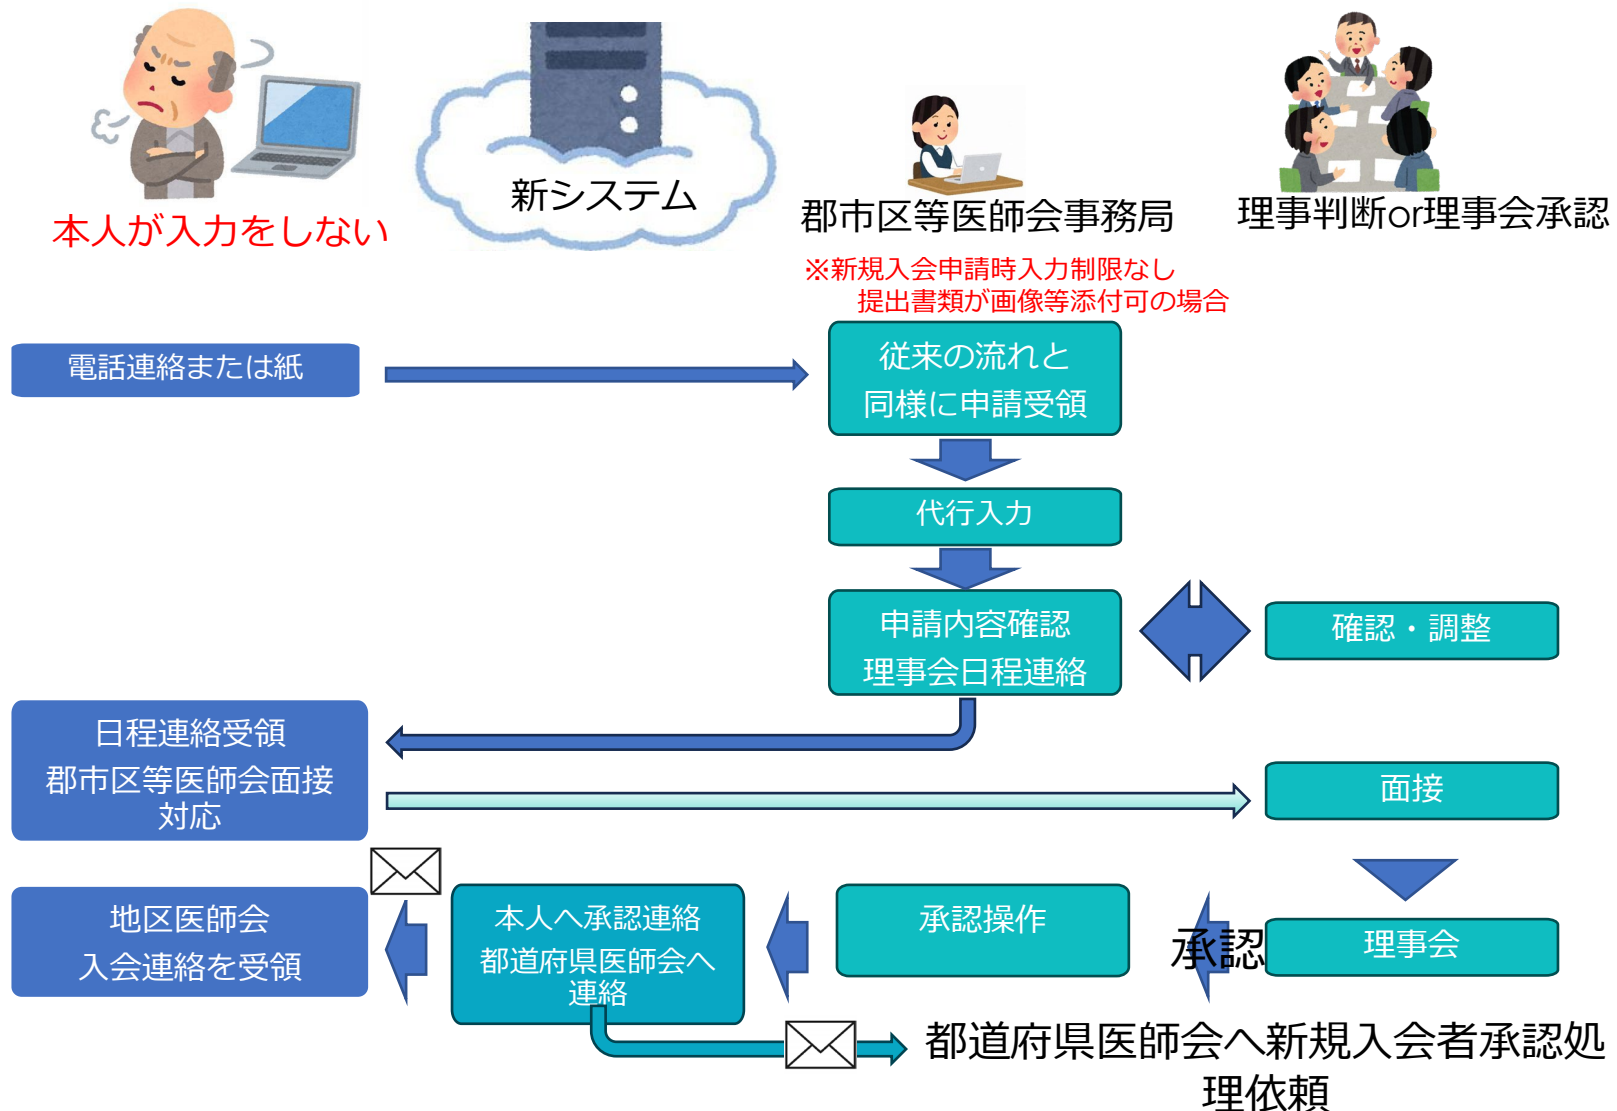 新システム
本人が入力をしない
郡市区等医師会事務局
理事判断or理事会承認
※新規入会申請時入力制限なし
提出書類が画像等添付可の場合
電話連絡または紙
従来の流れと
同様に申請受領
代行入力
申請内容確認
理事会日程連絡
確認・調整
日程連絡受領
郡市区等医師会面接
対応
面接
地区医師会
入会連絡を受領
本人へ承認連絡
都道府県医師会へ
連絡
承認操作
承認
理事会
都道府県医師会へ新規入会者承認処
理依頼